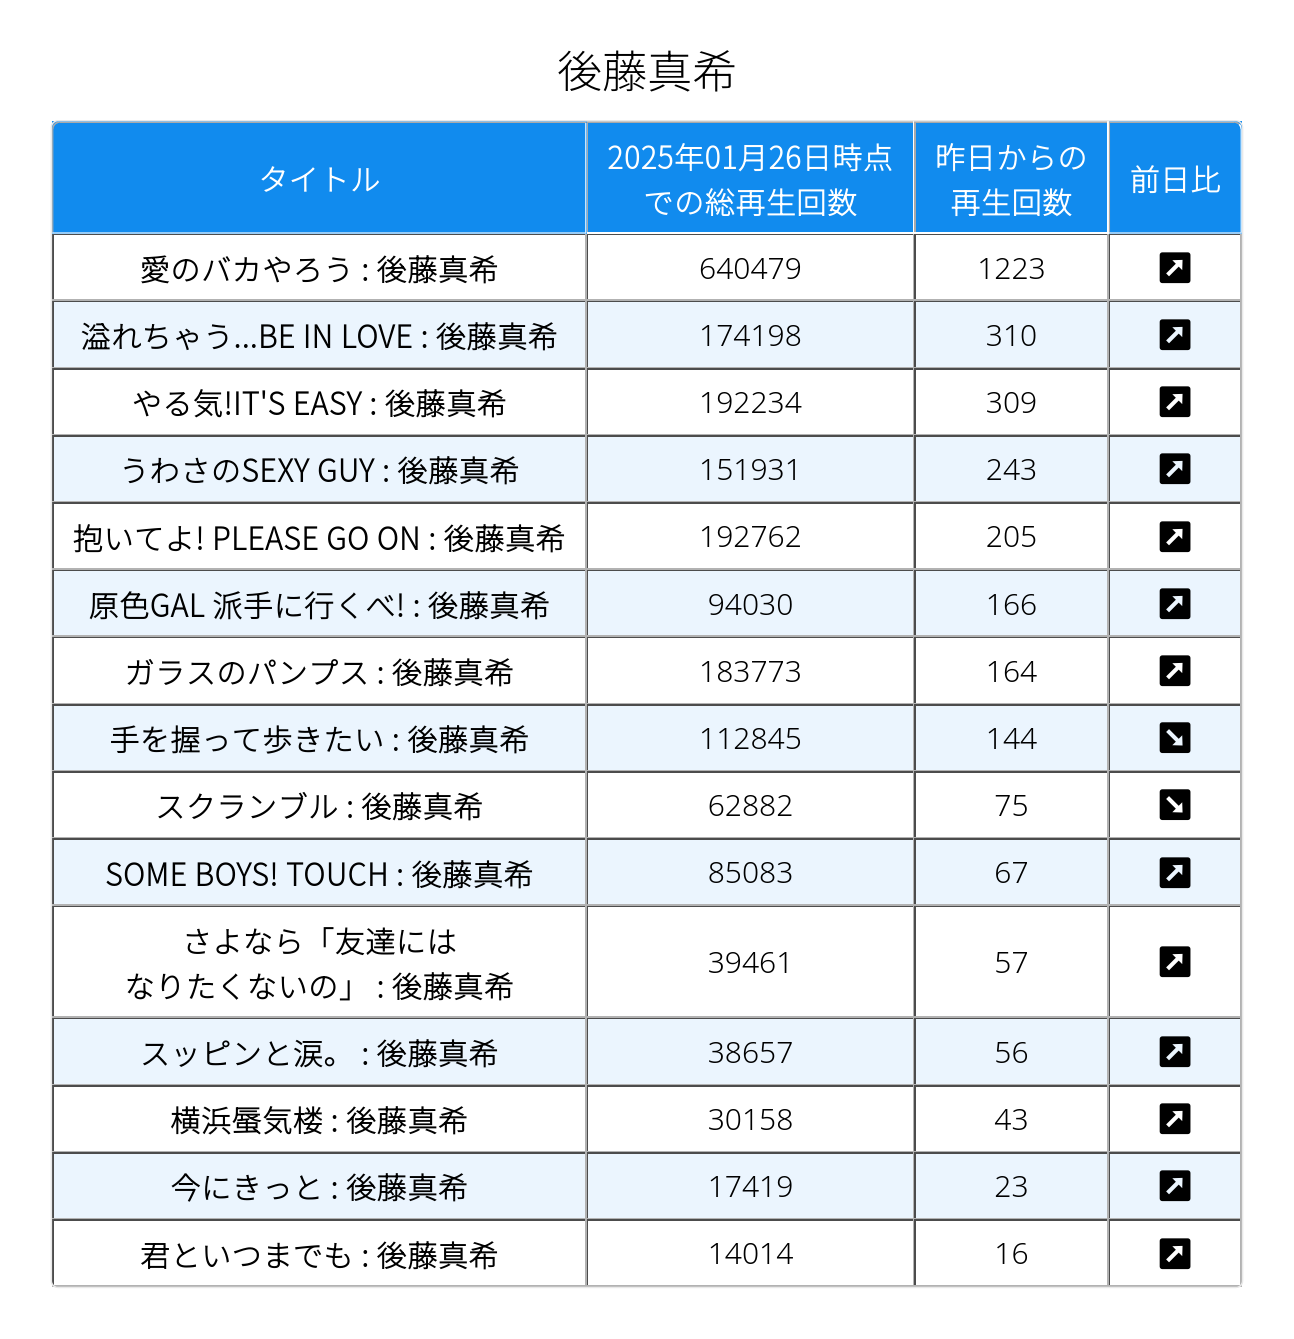 後藤真希
タイトル
2025年01月26日時点
での総再生回数
昨日からの
再生回数
前日比
愛のバカやろう : 後藤真希 640479 1223
溢れちゃう...BE IN LOVE : 後藤真希 174198 310
やる気!IT'S EASY : 後藤真希 192234 309
うわさのSEXY GUY : 後藤真希 151931 243
抱いてよ! PLEASE GO ON : 後藤真希 192762 205
原色GAL 派手に行くべ! : 後藤真希 94030 166
ガラスのパンプス : 後藤真希 183773 164
手を握って歩きたい : 後藤真希 112845 144
スクランブル : 後藤真希 62882 75
SOME BOYS! TOUCH : 後藤真希 85083 67
さよなら「友達には
なりたくないの」 : 後藤真希 39461 57
スッピンと涙。 : 後藤真希 38657 56
横浜蜃気楼 : 後藤真希 30158 43
今にきっと : 後藤真希 17419 23
君といつまでも : 後藤真希 14014 16